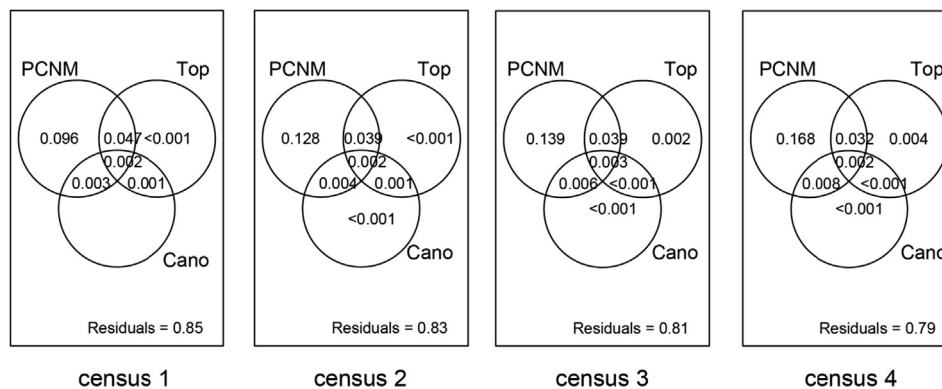 PCNM Top
0.096 0.047 <0.001
0.002
0.003 0.001
Cano
Residuals = 0.85
census 1
PCNM Top
0.128 0.039 <0.001
0.002
0.004 0.001
<0.001
Cano
Residuals = 0.83
census 2
PCNM Top
0.139 0.039 0.002
0.003
0.006 <0.001
<0.001
Cano
Residuals = 0.81
census 3
PCNM Top
0.168 0.032 0.004
0.002
0.008 <0.001
<0.001
Cano
Residuals = 0.79
census 4